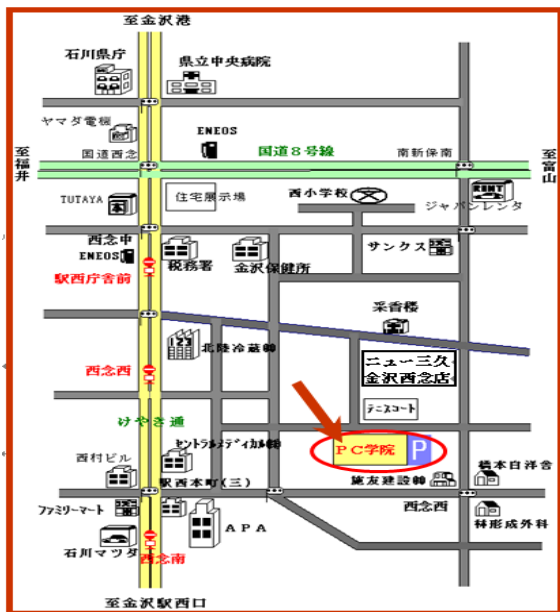 至金沢港
石川県庁
県立中央病院
ヤマダ電機
ENEOS
国道西念
国道８号線
南新保南
至福井
至富山
TUTAYA
住宅展示場
西小学校
RENT
ジャパンレンタ
西念中
ENEOS
税務署
金沢保健所
サンクス
駅西庁舎前
采香楼
123
北陸冷蔵㈱
西念西
ニュー三久
金沢西念店
テニスコート
けやき通
セントラルメディカル㈱
ＰＣ学院
P
西村ビル
駅西本町(三)
施友建設㈱
橋本白洋舎
西念西
ファミリーマート
ＡＰＡ
林形成外科
石川マツダ
西念南
至金沢駅西口